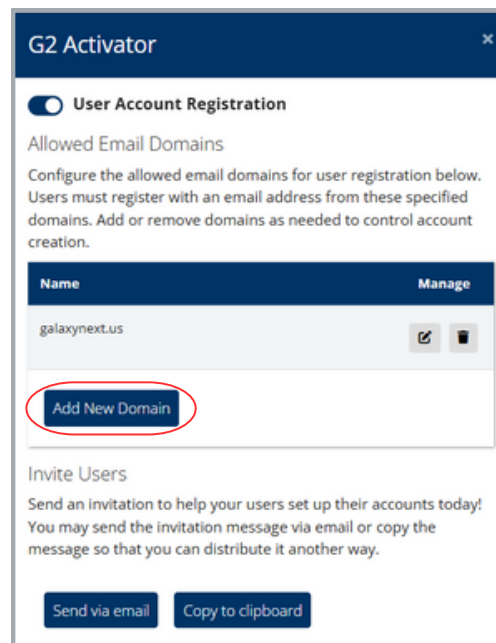 G2 Activator
×
User Account Registration
Allowed Email Domains
Configure the allowed email domains for user registration below.
Users must register with an email address from these specified
domains. Add or remove domains as needed to control account
creation.
Name Manage
galaxynext.us
Add New Domain
Invite Users
Send an invitation to help your users set up their accounts today!
You may send the invitation message via email or copy the
message so that you can distribute it another way.
Send via email Copy to clipboard